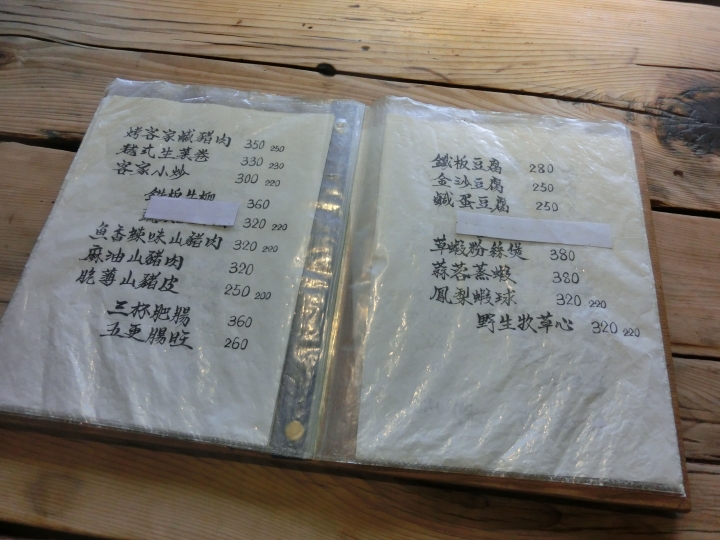 烤客家鹹豬肉 350 250
越式生菜卷 330 230
客家小炒 300 220
鐵板牛柳 360
320 220
魚香辣味山豬肉 320 220
麻油山豬肉 320
脆薄山豬皮 250 200
三杯肥腸 360
五更腸旺 260
鐵板豆腐 280
金沙豆腐 250
鹹蛋豆腐 250
草蝦粉絲煲 380
蒜茸蒸蝦 380
鳳梨蝦球 320 220
野生牧草心 320 220